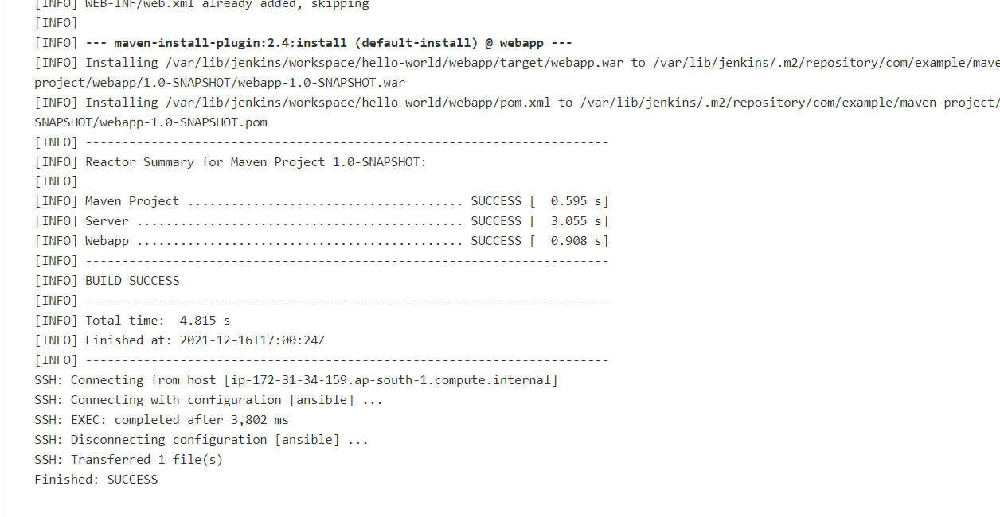 [INFO] WEB-INF/web.xml already added, skipping
[INFO]
[INFO] --- maven-install-plugin:2.4:install (default-install) @ webapp ---
[INFO] Installing /var/lib/jenkins/workspace/hello-world/webapp/target/webapp.war to /var/lib/jenkins/.m2/repository/com/example/mave
project/webapp/1.0-SNAPSHOT/webapp-1.0-SNAPSHOT.war
[INFO] Installing /var/lib/jenkins/workspace/hello-world/webapp/pom.xml to /var/lib/jenkins/.m2/repository/com/example/maven-project/
SNAPSHOT/webapp-1.0-SNAPSHOT.pom
[INFO] ------------------------------------------------------------------------
[INFO] Reactor Summary for Maven Project 1.0-SNAPSHOT:
[INFO]
[INFO] Maven Project ...................................... SUCCESS [  0.595 s]
[INFO] Server ............................................. SUCCESS [  3.055 s]
[INFO] Webapp ............................................. SUCCESS [  0.908 s]
[INFO] ------------------------------------------------------------------------
[INFO] BUILD SUCCESS
[INFO] ------------------------------------------------------------------------
[INFO] Total time:  4.815 s
[INFO] Finished at: 2021-12-16T17:00:24Z
[INFO] ------------------------------------------------------------------------
SSH: Connecting from host [ip-172-31-34-159.ap-south-1.compute.internal]
SSH: Connecting with configuration [ansible] ...
SSH: EXEC: completed after 3,802 ms
SSH: Disconnecting configuration [ansible] ...
SSH: Transferred 1 file(s)
Finished: SUCCESS